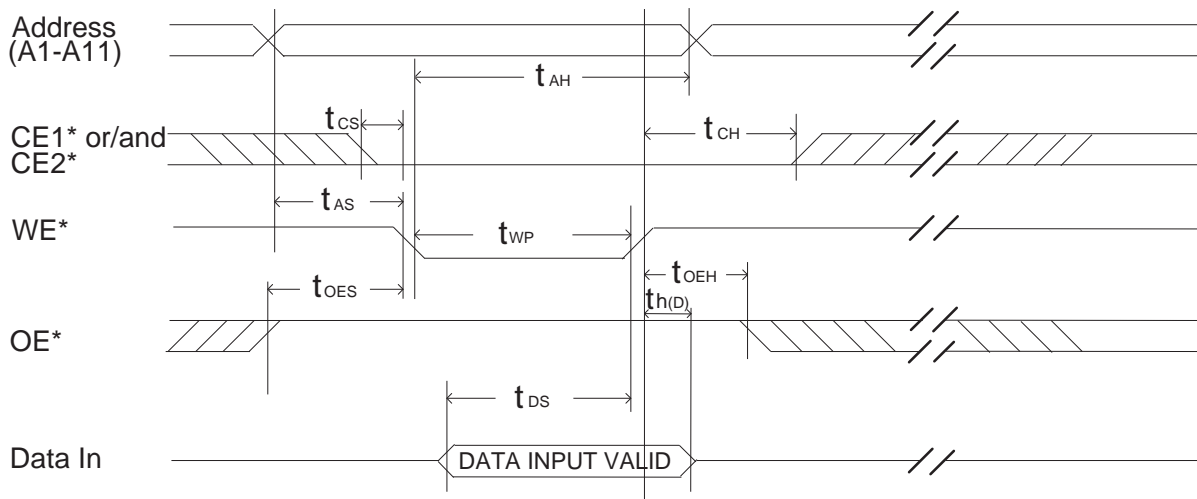 Address
(A1-A11)
tAH
tCS
CE1* or/and
CE2*
tCH
tAS
WE*
tWP
tOEH
tOES
th(D)
OE*
tDS
Data In
DATA INPUT VALID